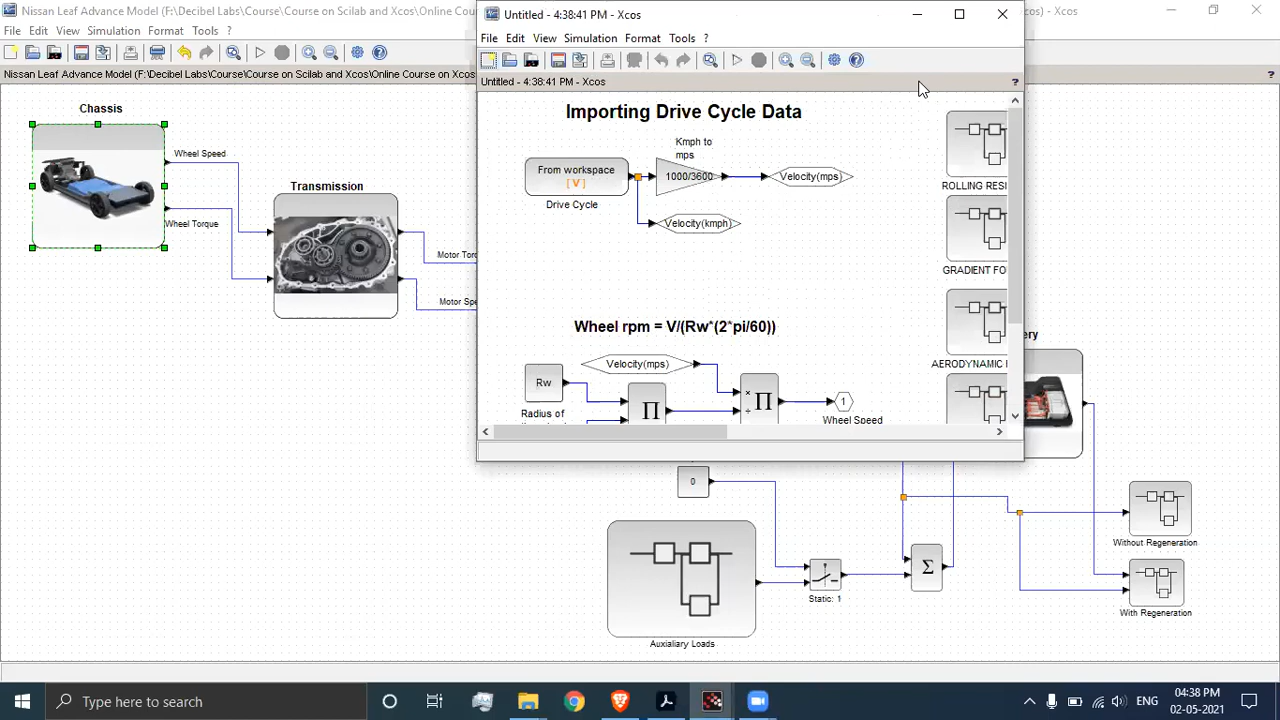 Nissan Leaf Advance Model (F:\Decibel Labs\Course\Course on Scilab and Xcos\Online Cou
s) - Xcos
File Edit View Simulation Format Tools ?
Nissan Leaf Advance Model (F:\Decibel Labs\Course\Course on Scilab and Xcos\Online Course on Xcos
?
Untitled - 4:38:41 PM - Xcos
File Edit View Simulation Format Tools ?
Untitled - 4:38:41 PM - Xcos
?
Importing Drive Cycle Data
Kmph to
mps
From workspace
[ V ]
Drive Cycle
1000/3600
Velocity(mps)
Velocity(kmph)
ROLLING RESI
GRADIENT FO
Wheel rpm = V/(Rw*(2*pi/60))
Velocity(mps)
AERODYNAMIC
Rw
Π
Π
×
÷
1
Radius of
Wheel Speed
Chassis
Wheel Speed
Wheel Torque
Transmission
Motor Torq
Motor Spe
ery
0
Σ
Static: 1
Auxialiary Loads
Without Regeneration
With Regeneration
Type here to search
ENG
04:38 PM
02-05-2021